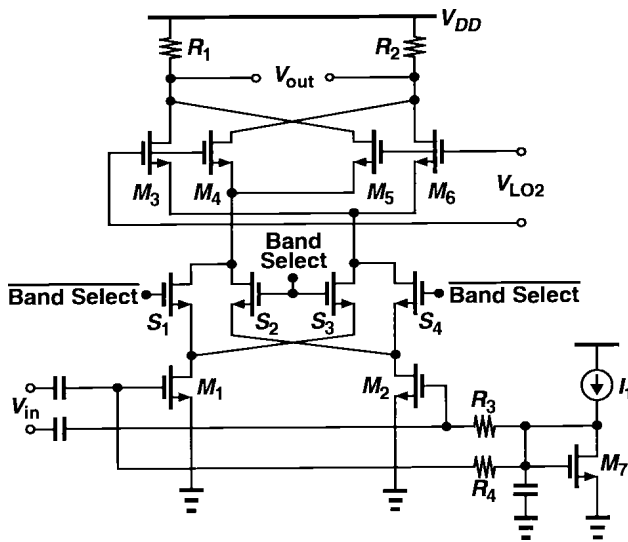 V_DD
R_1
R_2
V_out
M_3
M_4
M_5
M_6
V_LO2
Band
Select
Band Select
Band Select
S_1
S_2
S_3
S_4
V_in
M_1
M_2
R_3
I_1
R_4
M_7